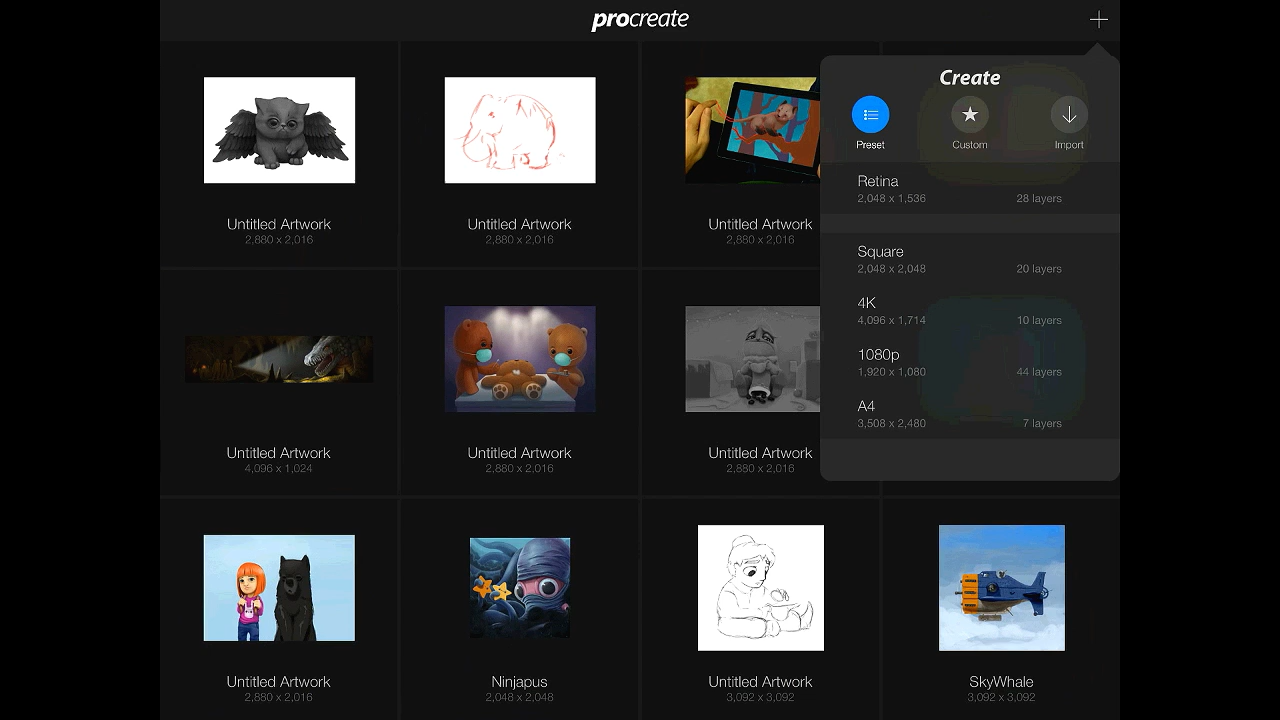 procreate
Create
Preset
Custom
Import
Retina
2,048 x 1,536
28 layers
Square
2,048 x 2,048
20 layers
4K
4,096 x 1,714
10 layers
1080p
1,920 x 1,080
44 layers
A4
3,508 x 2,480
7 layers
Untitled Artwork
2,880 x 2,016
Untitled Artwork
2,880 x 2,016
Untitled Artwork
2,880 x 2,016
Untitled Artwork
4,096 x 1,024
Untitled Artwork
2,880 x 2,016
Untitled Artwork
2,880 x 2,016
Untitled Artwork
2,880 x 2,016
Ninjapus
2,048 x 2,048
Untitled Artwork
3,092 x 3,092
SkyWhale
3,092 x 3,092